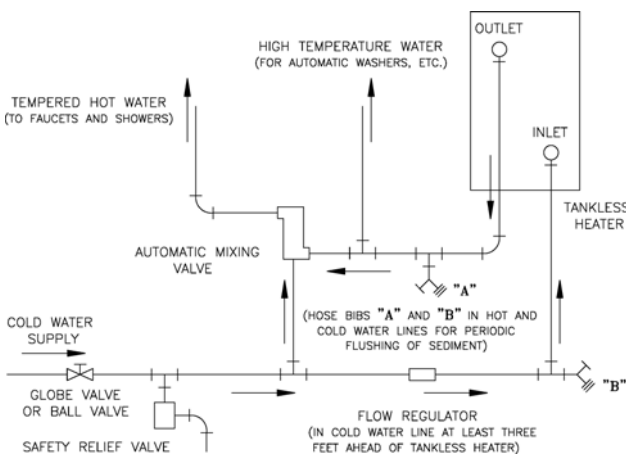 OUTLET
HIGH TEMPERATURE WATER
(FOR AUTOMATIC WASHERS, ETC.)
TEMPERED HOT WATER
(TO FAUCETS AND SHOWERS)
INLET
TANKLESS
HEATER
AUTOMATIC MIXING
VALVE
"A"
(HOSE BIBS "A" AND "B" IN HOT AND
COLD WATER LINES FOR PERIODIC
FLUSHING OF SEDIMENT)
COLD WATER
SUPPLY
GLOBE VALVE
OR BALL VALVE
"B"
SAFETY RELIEF VALVE
FLOW REGULATOR
(IN COLD WATER LINE AT LEAST THREE
FEET AHEAD OF TANKLESS HEATER)